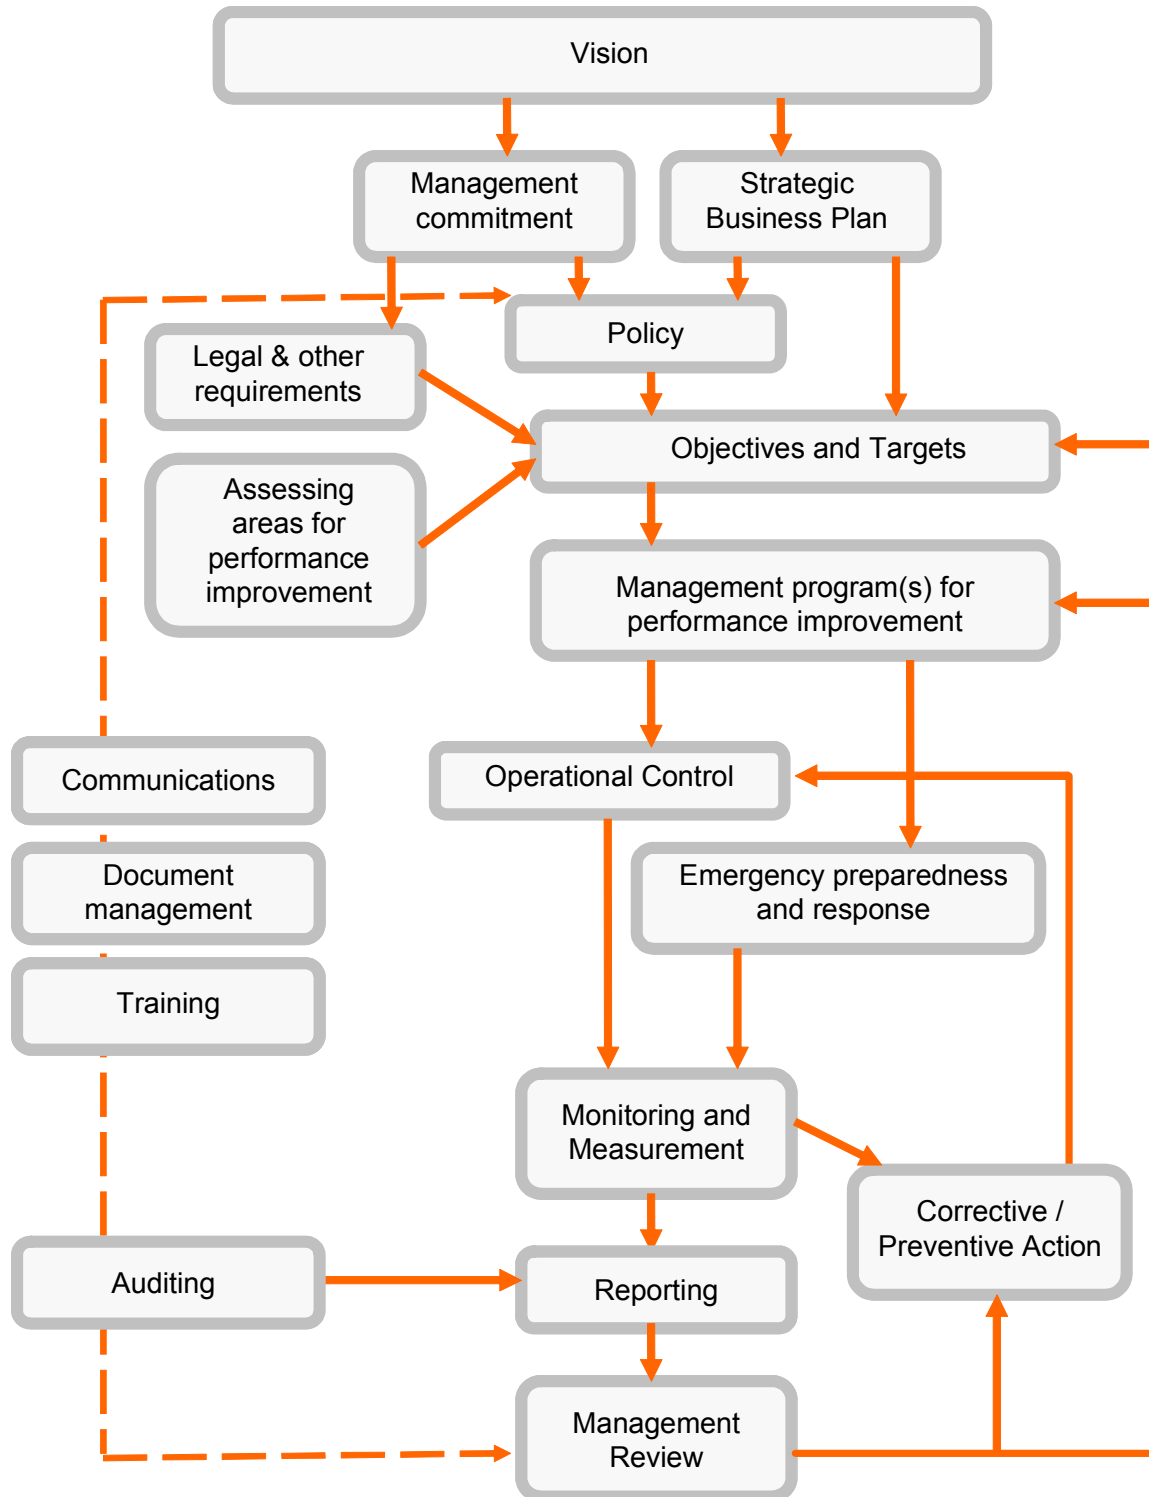 Vision
Management
commitment
Strategic
Business Plan
Policy
Legal & other
requirements
Objectives and Targets
Assessing
areas for
performance
improvement
Management program(s) for
performance improvement
Communications
Operational Control
Document
management
Emergency preparedness
and response
Training
Monitoring and
Measurement
Corrective /
Preventive Action
Auditing
Reporting
Management
Review